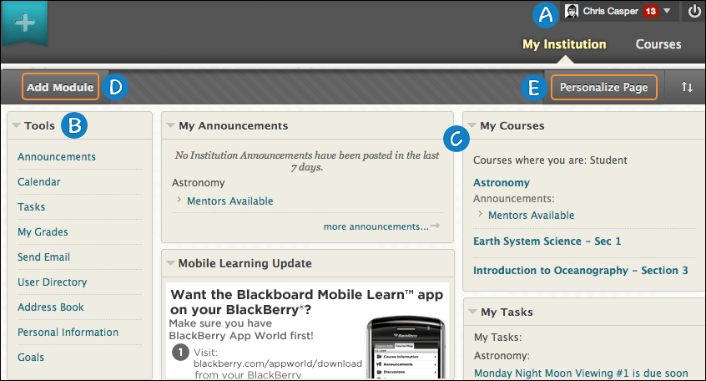 A
Chris Casper 13
My Institution Courses
Add Module D
E Personalize Page
Tools B
Announcements
Calendar
Tasks
My Grades
Send Email
User Directory
Address Book
Personal Information
Goals
My Announcements
No Institution Announcements have been posted in the last
7 days.
Astronomy
Mentors Available
more announcements...
Mobile Learning Update
Want the Blackboard Mobile Learn™ app
on your BlackBerry®?
Make sure you have
BlackBerry App World first!
1 Visit:
blackberry.com/appworld/download
from your BlackBerry
C
My Courses
Courses where you are: Student
Astronomy
Announcements:
Mentors Available
Earth System Science - Sec 1
Introduction to Oceanography - Section 3
My Tasks
My Tasks:
Astronomy:
Monday Night Moon Viewing #1 is due soon